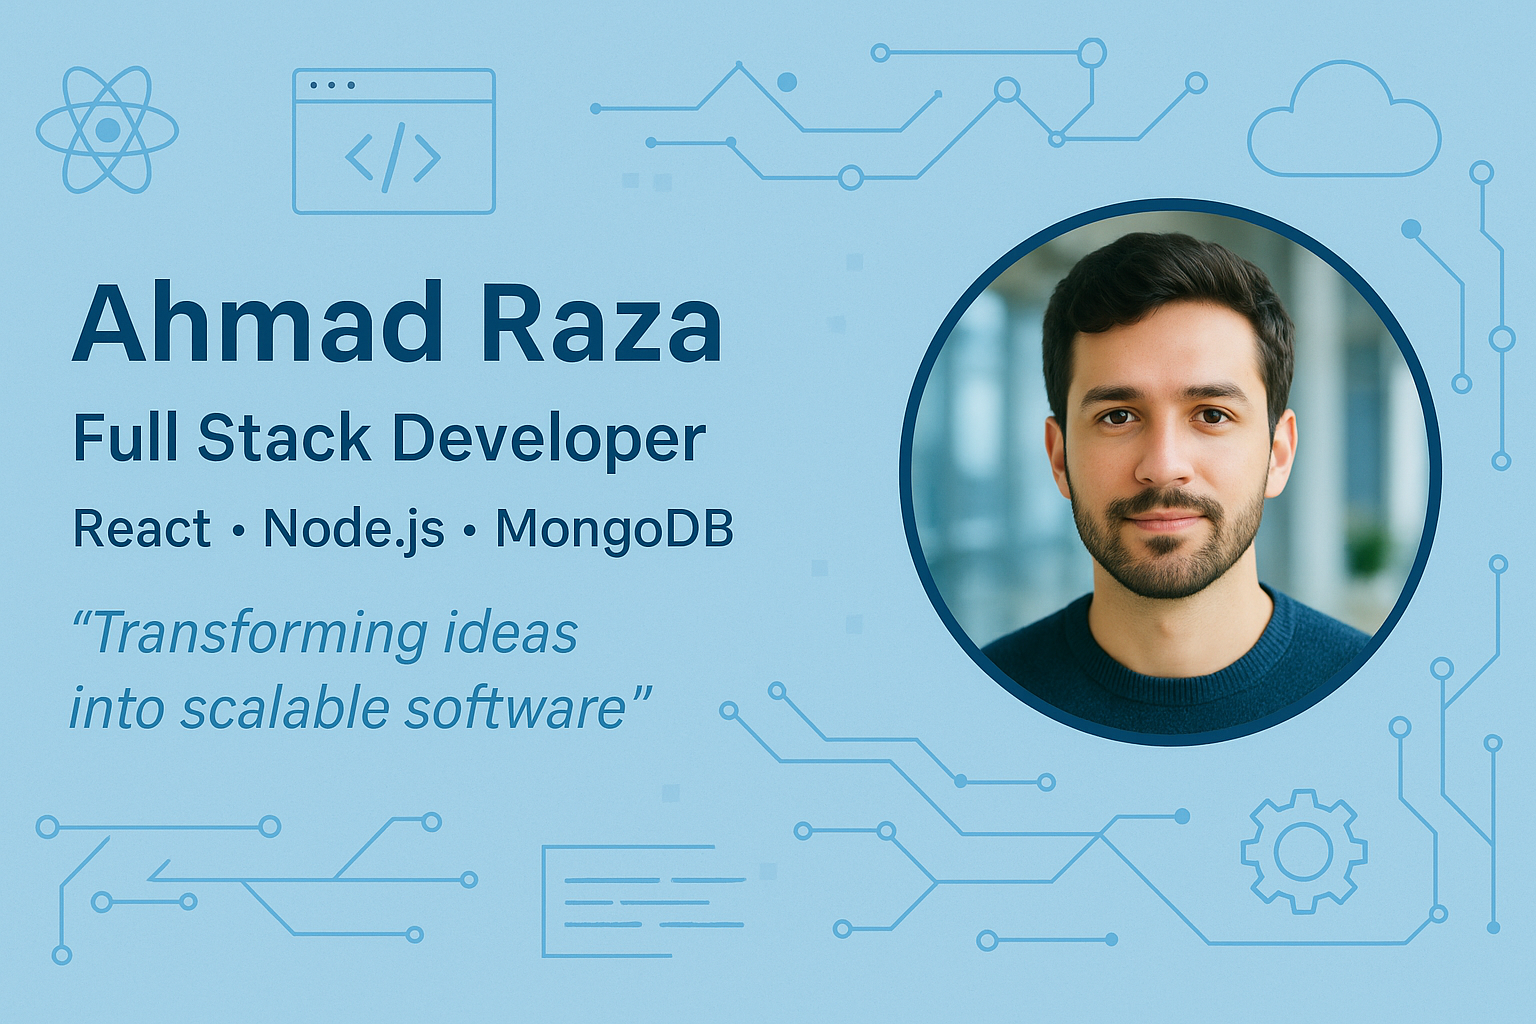 </>
Ahmad Raza
Full Stack Developer
React • Node.js • MongoDB
“Transforming ideas
into scalable software”